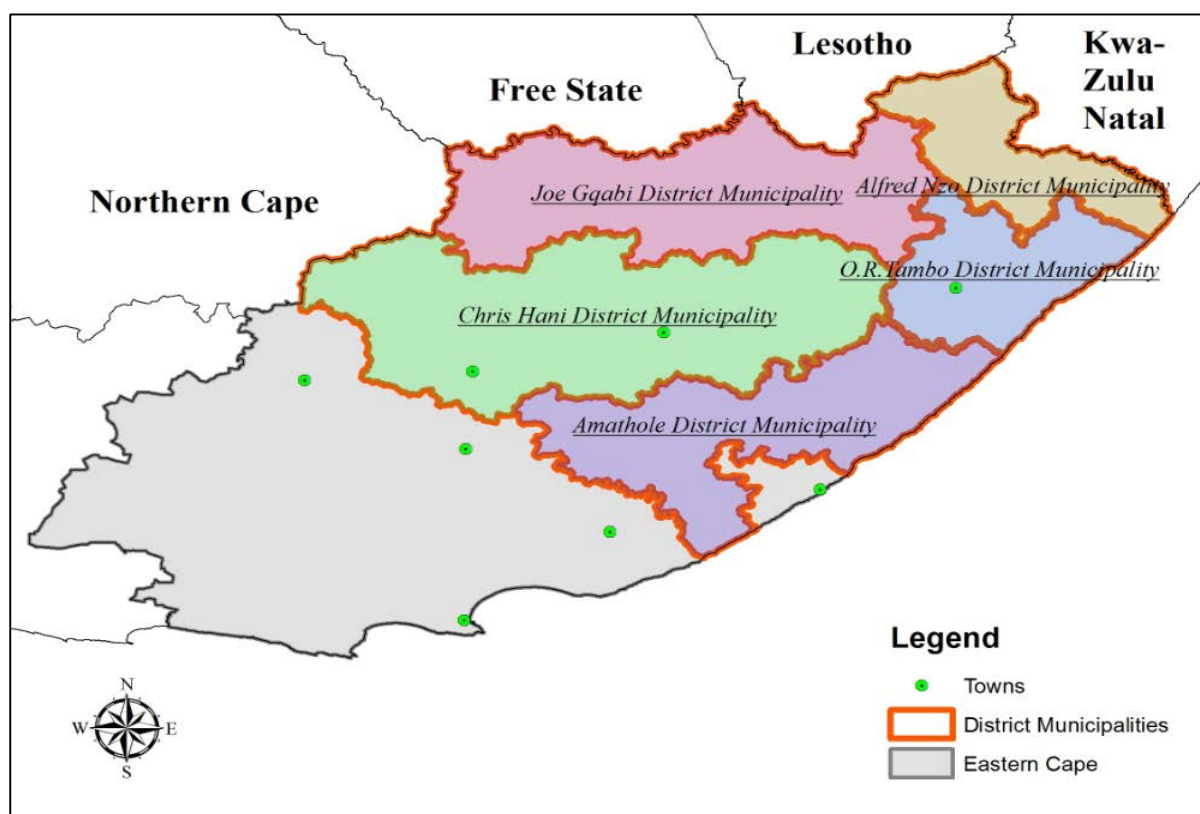 Lesotho
Kwa-
Zulu
Natal
Free State
Northern Cape
Joe Gqabi District Municipality
Alfred Nzo District Municipality
O.R.Tambo District Municipality
Chris Hani District Municipality
Amathole District Municipality
Legend
Towns
District Municipalities
Eastern Cape
N
W
E
S